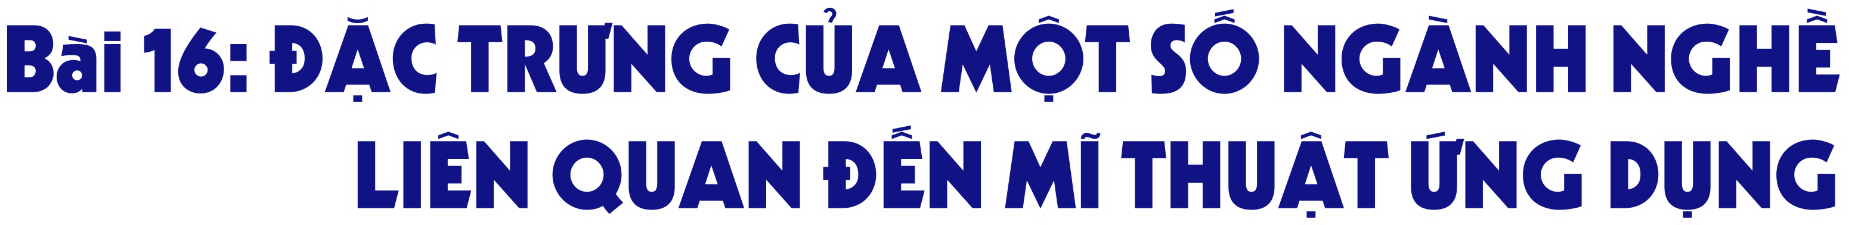 Bài 16: ĐẶC TRƯNG CỦA MỘT SỐ NGÀNH NGHỀ
LIÊN QUAN ĐẾN MĨ THUẬT ỨNG DỤNG